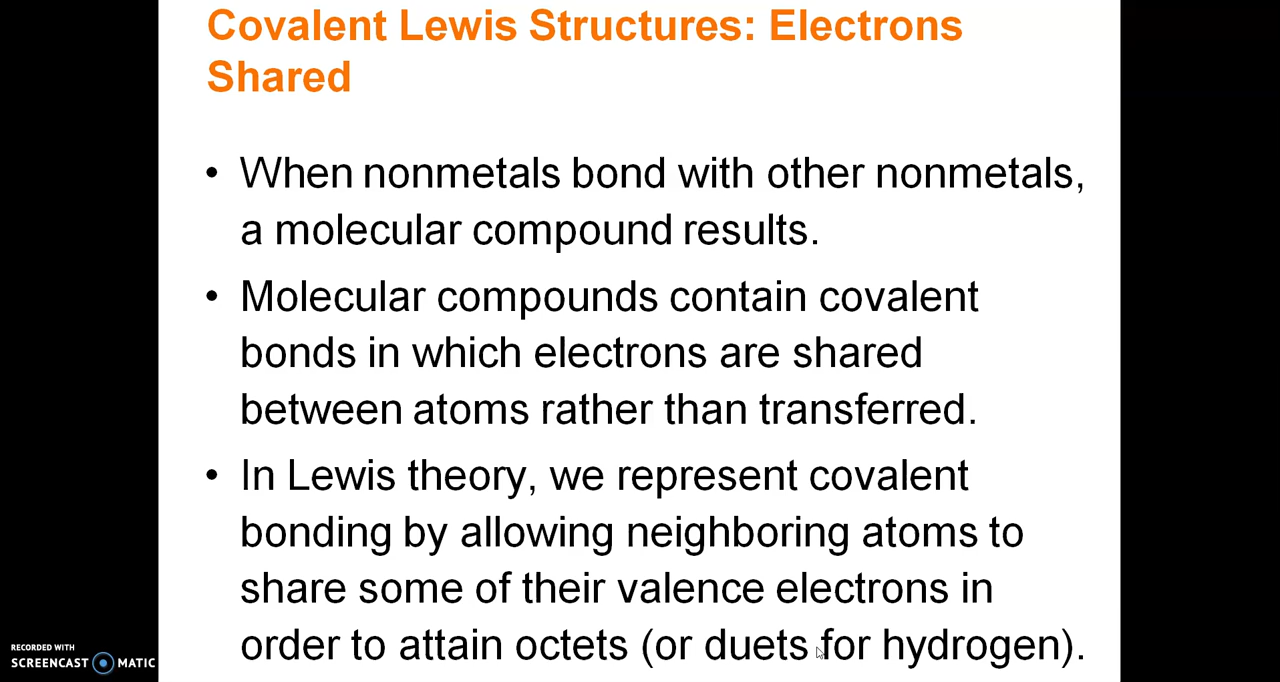 Covalent Lewis Structures: Electrons
Shared
• When nonmetals bond with other nonmetals,
a molecular compound results.
• Molecular compounds contain covalent
bonds in which electrons are shared
between atoms rather than transferred.
• In Lewis theory, we represent covalent
bonding by allowing neighboring atoms to
share some of their valence electrons in
order to attain octets (or duets for hydrogen).
RECORDED WITH
SCREENCAST MATIC